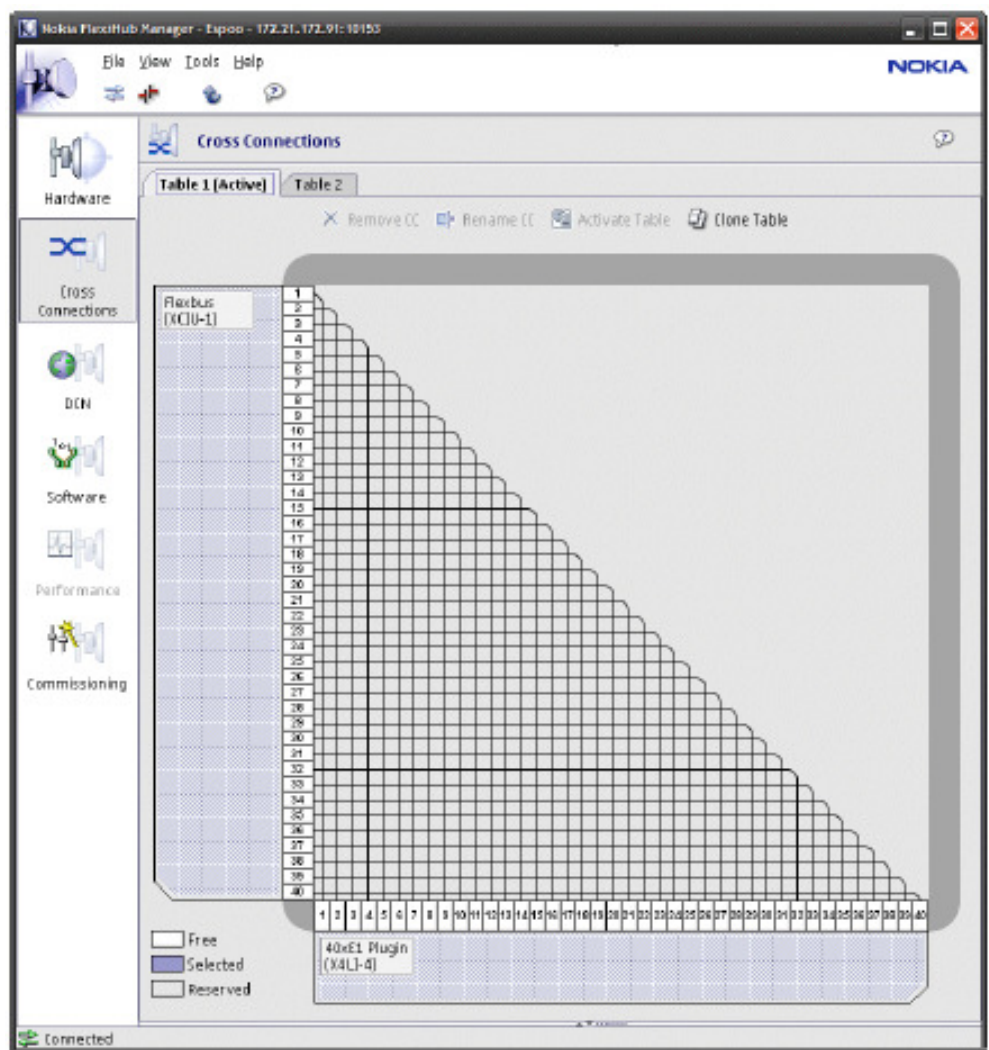 Nokia FlexiHub Manager - Espoo - 172.21.172.91:10153
File View Tools Help
NOKIA
Cross Connections
Hardware
Table 1 (Active) Table 2
Remove CC Rename CC Activate Table Clone Table
Cross
Connections
Flexbus
(XCIU-1)
1
2
3
4
5
6
7
8
9
10
11
12
13
14
15
16
17
18
19
20
21
22
23
24
25
26
27
28
29
30
31
32
33
34
35
36
37
38
39
40
DCN
Software
Performance
Commissioning
1 2 3 4 5 6 7 8 9 10 11 12 13 14 15 16 17 18 19 20 21 22 23 24 25 26 27 28 29 30 31 32 33 34 35 36 37 38 39 40
Free
Selected
Reserved
40xE1 Plugin
Connected